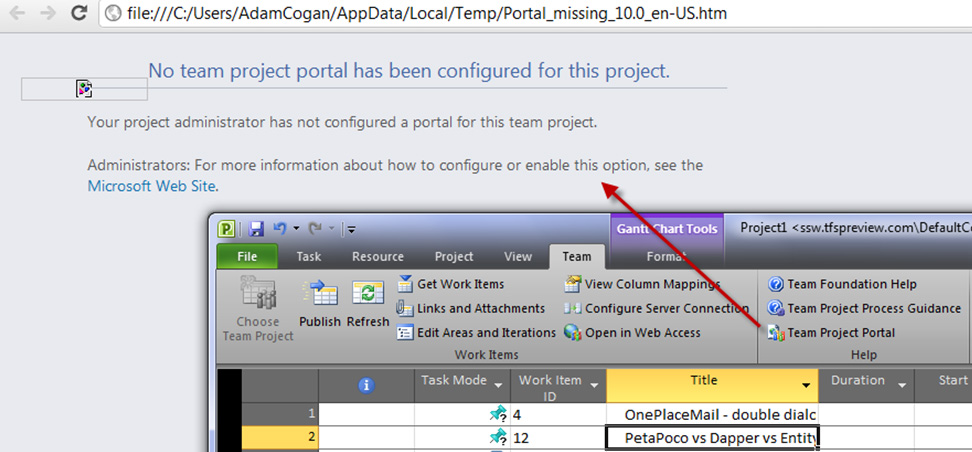 file:///C:/Users/AdamCogan/AppData/Local/Temp/Portal_missing_10.0_en-US.htm
No team project portal has been configured for this project.
Your project administrator has not configured a portal for this team project.
Administrators: For more information about how to configure or enable this option, see the
Microsoft Web Site.
Gantt Chart Tools
Project1 <ssw.tfspreview.com\DefaultCo
File Task Resource Project View Team Format
Choose Team Project
Publish
Refresh
Get Work Items
Links and Attachments
Edit Areas and Iterations
View Column Mappings
Configure Server Connection
Open in Web Access
Work Items
Team Foundation Help
Team Project Process Guidance
Team Project Portal
Help
Task Mode Work Item ID Title Duration Start
1 4 OnePlaceMail - double dialc
2 12 PetaPoco vs Dapper vs Entity